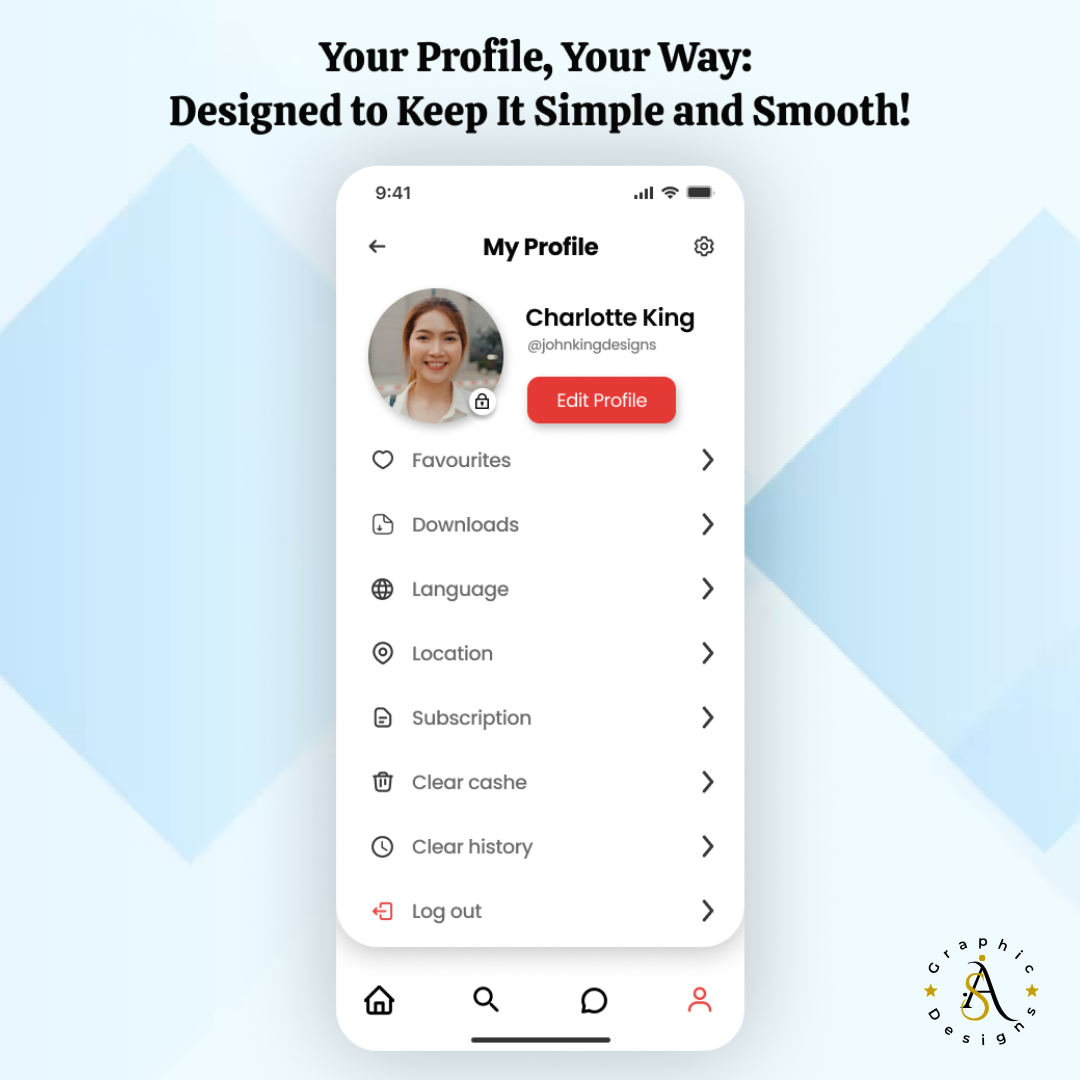 Your Profile, Your Way:
Designed to Keep It Simple and Smooth!
9:41
My Profile
Charlotte King
@johnkingdesigns
Edit Profile
Favourites
Downloads
Language
Location
Subscription
Clear cashe
Clear history
Log out
Graphic
SA
Designs